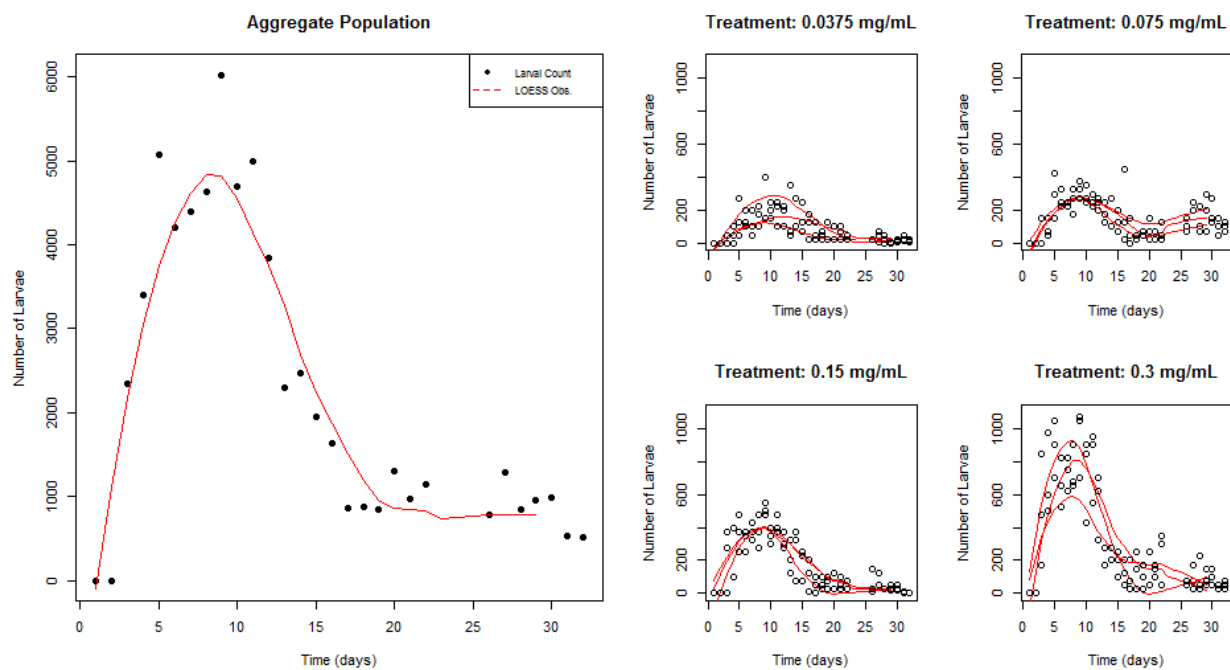 Aggregate Population
Number of Larvae
0
1000
2000
3000
4000
5000
6000
Larval Count
LOESS Obs.
0 5 10 15 20 25 30
Time (days)
Treatment: 0.0375 mg/mL
Number of Larvae
0 200 600 1000
0 5 10 15 20 25 30
Time (days)
Treatment: 0.075 mg/mL
Number of Larvae
0 200 600 1000
0 5 10 15 20 25 30
Time (days)
Treatment: 0.15 mg/mL
Number of Larvae
0 200 600 1000
0 5 10 15 20 25 30
Time (days)
Treatment: 0.3 mg/mL
Number of Larvae
0 200 600 1000
0 5 10 15 20 25 30
Time (days)